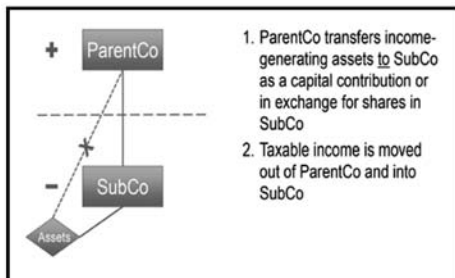 +
ParentCo
–
SubCo
Assets
1. ParentCo transfers income-
generating assets to SubCo
as a capital contribution or
in exchange for shares in
SubCo
2. Taxable income is moved
out of ParentCo and into
SubCo